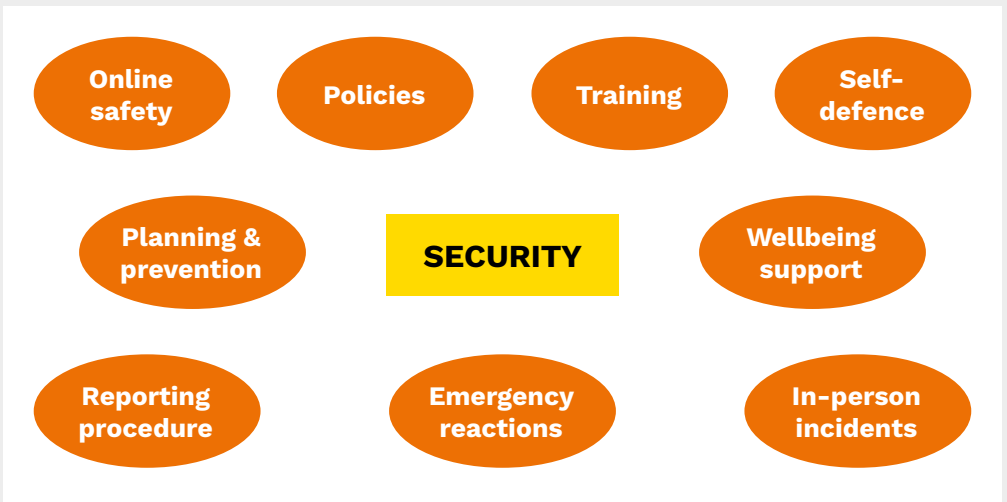 Online
safety
Policies
Training
Self-
defence
Planning &
prevention
SECURITY
Wellbeing
support
Reporting
procedure
Emergency
reactions
In-person
incidents